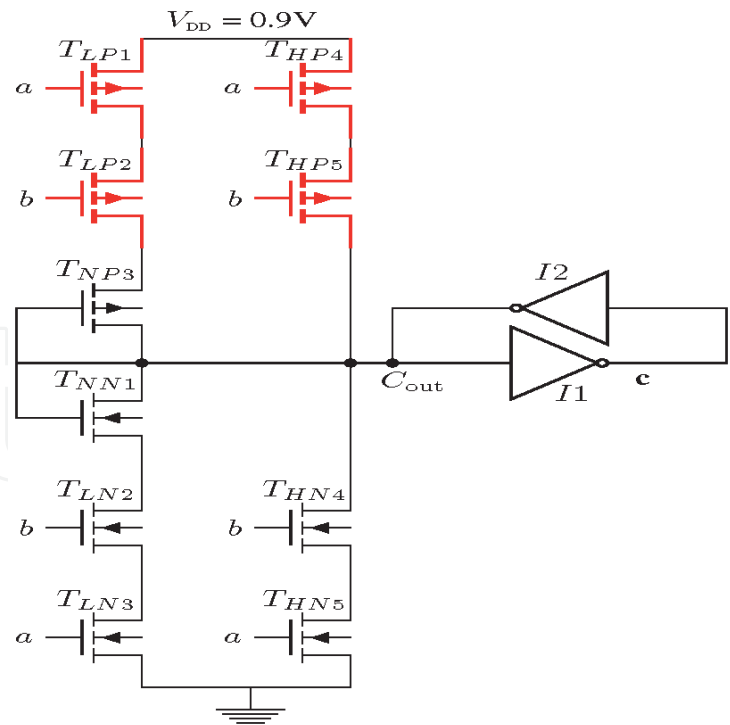 V_DD = 0.9V
T_LP1
T_HP4
a
a
T_LP2
T_HP5
b
b
T_NP3
I2
T_NN1
C_out
c
I1
T_LN2
T_HN4
b
b
T_LN3
T_HN5
a
a